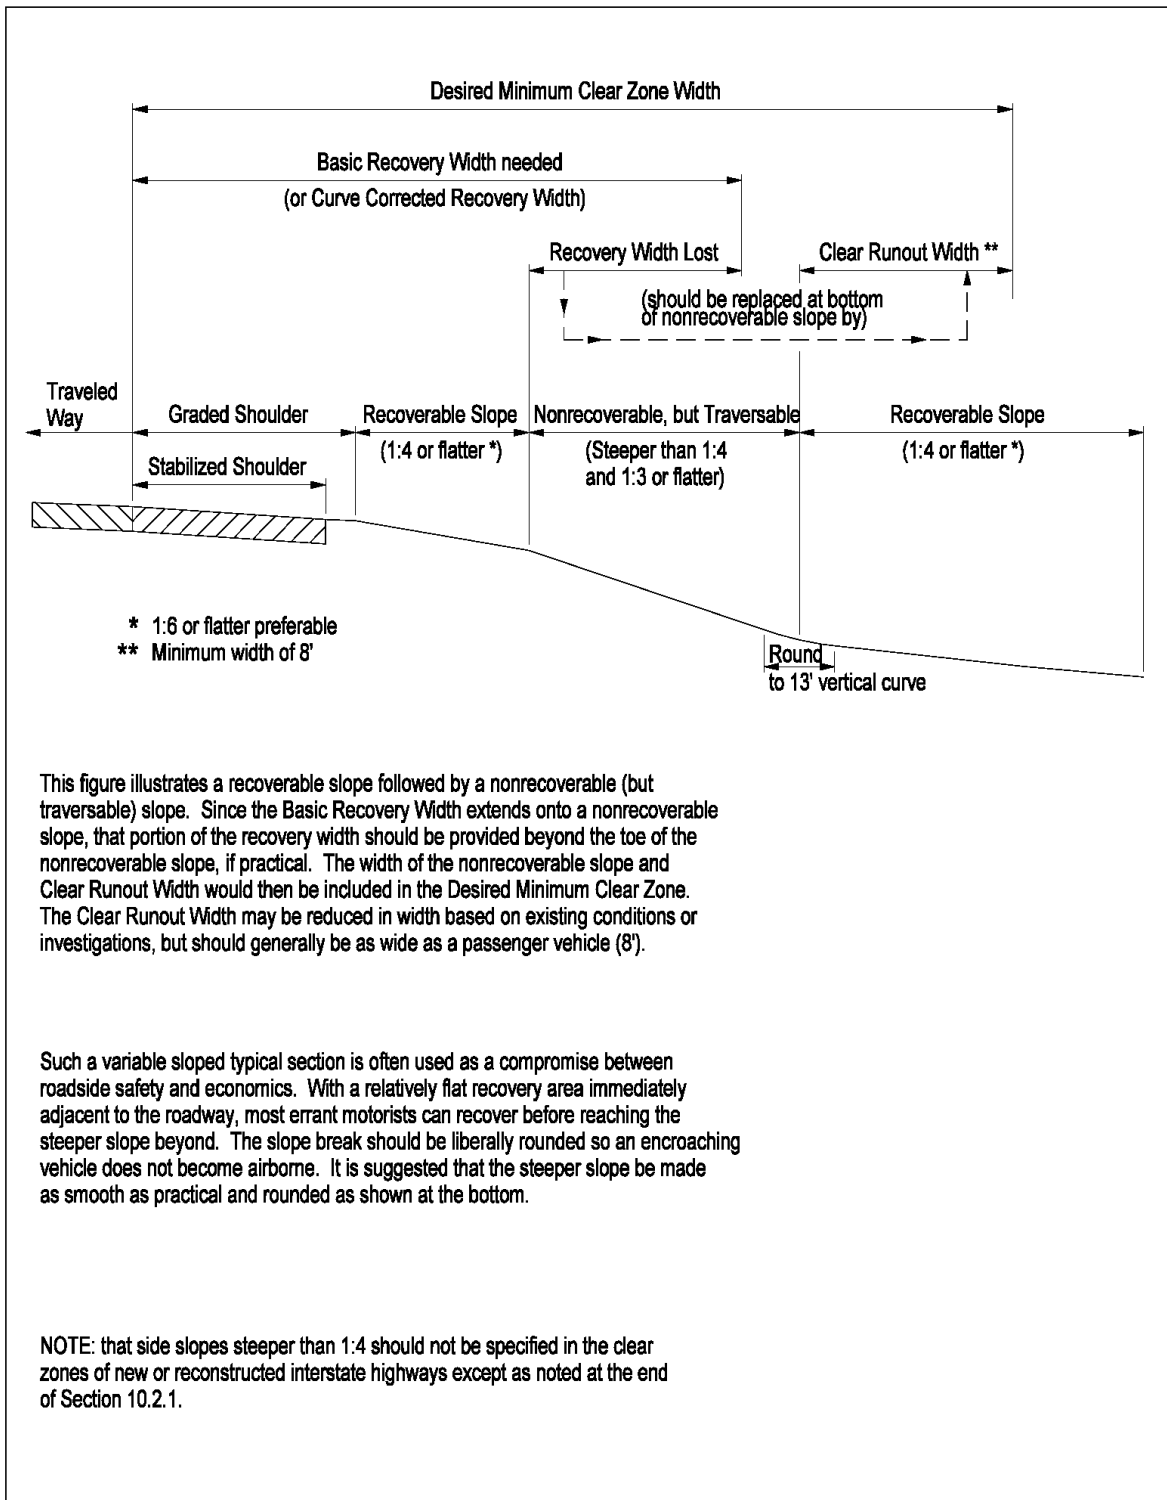 Desired Minimum Clear Zone Width
Basic Recovery Width needed
(or Curve Corrected Recovery Width)
Recovery Width Lost
Clear Runout Width **
(should be replaced at bottom
of nonrecoverable slope by)
Traveled
Way
Graded Shoulder
Recoverable Slope
Nonrecoverable, but Traversable
Recoverable Slope
(1:4 or flatter *)
(Steeper than 1:4
and 1:3 or flatter)
(1:4 or flatter *)
Stabilized Shoulder
* 1:6 or flatter preferable
** Minimum width of 8'
Round
to 13' vertical curve
This figure illustrates a recoverable slope followed by a nonrecoverable (but
traversable) slope. Since the Basic Recovery Width extends onto a nonrecoverable
slope, that portion of the recovery width should be provided beyond the toe of the
nonrecoverable slope, if practical. The width of the nonrecoverable slope and
Clear Runout Width would then be included in the Desired Minimum Clear Zone.
The Clear Runout Width may be reduced in width based on existing conditions or
investigations, but should generally be as wide as a passenger vehicle (8').
Such a variable sloped typical section is often used as a compromise between
roadside safety and economics. With a relatively flat recovery area immediately
adjacent to the roadway, most errant motorists can recover before reaching the
steeper slope beyond. The slope break should be liberally rounded so an encroaching
vehicle does not become airborne. It is suggested that the steeper slope be made
as smooth as practical and rounded as shown at the bottom.
NOTE: that side slopes steeper than 1:4 should not be specified in the clear
zones of new or reconstructed interstate highways except as noted at the end
of Section 10.2.1.